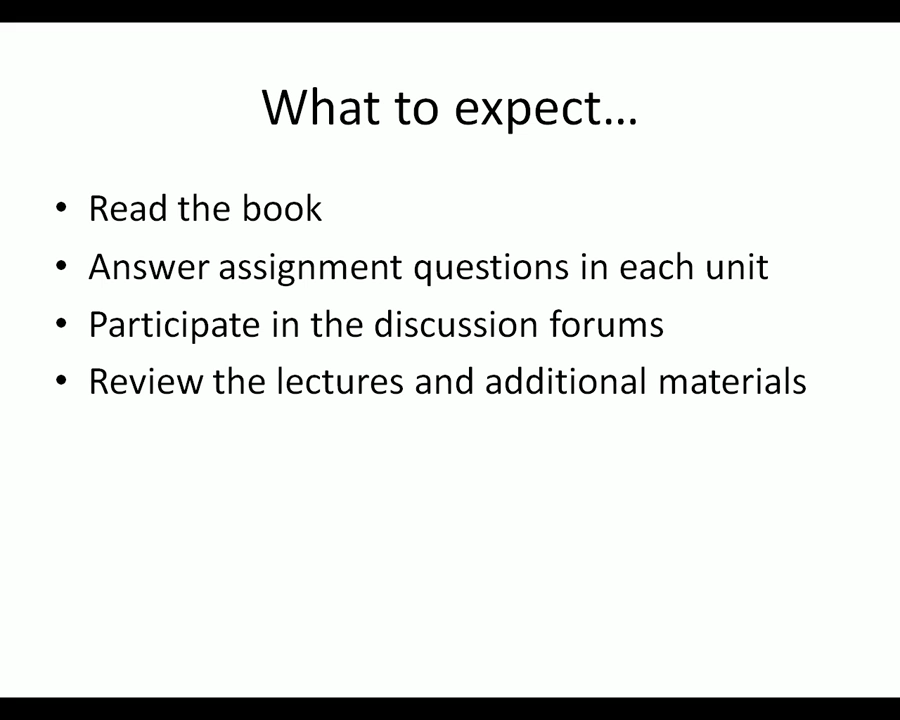 What to expect…
• Read the book
• Answer assignment questions in each unit
• Participate in the discussion forums
• Review the lectures and additional materials